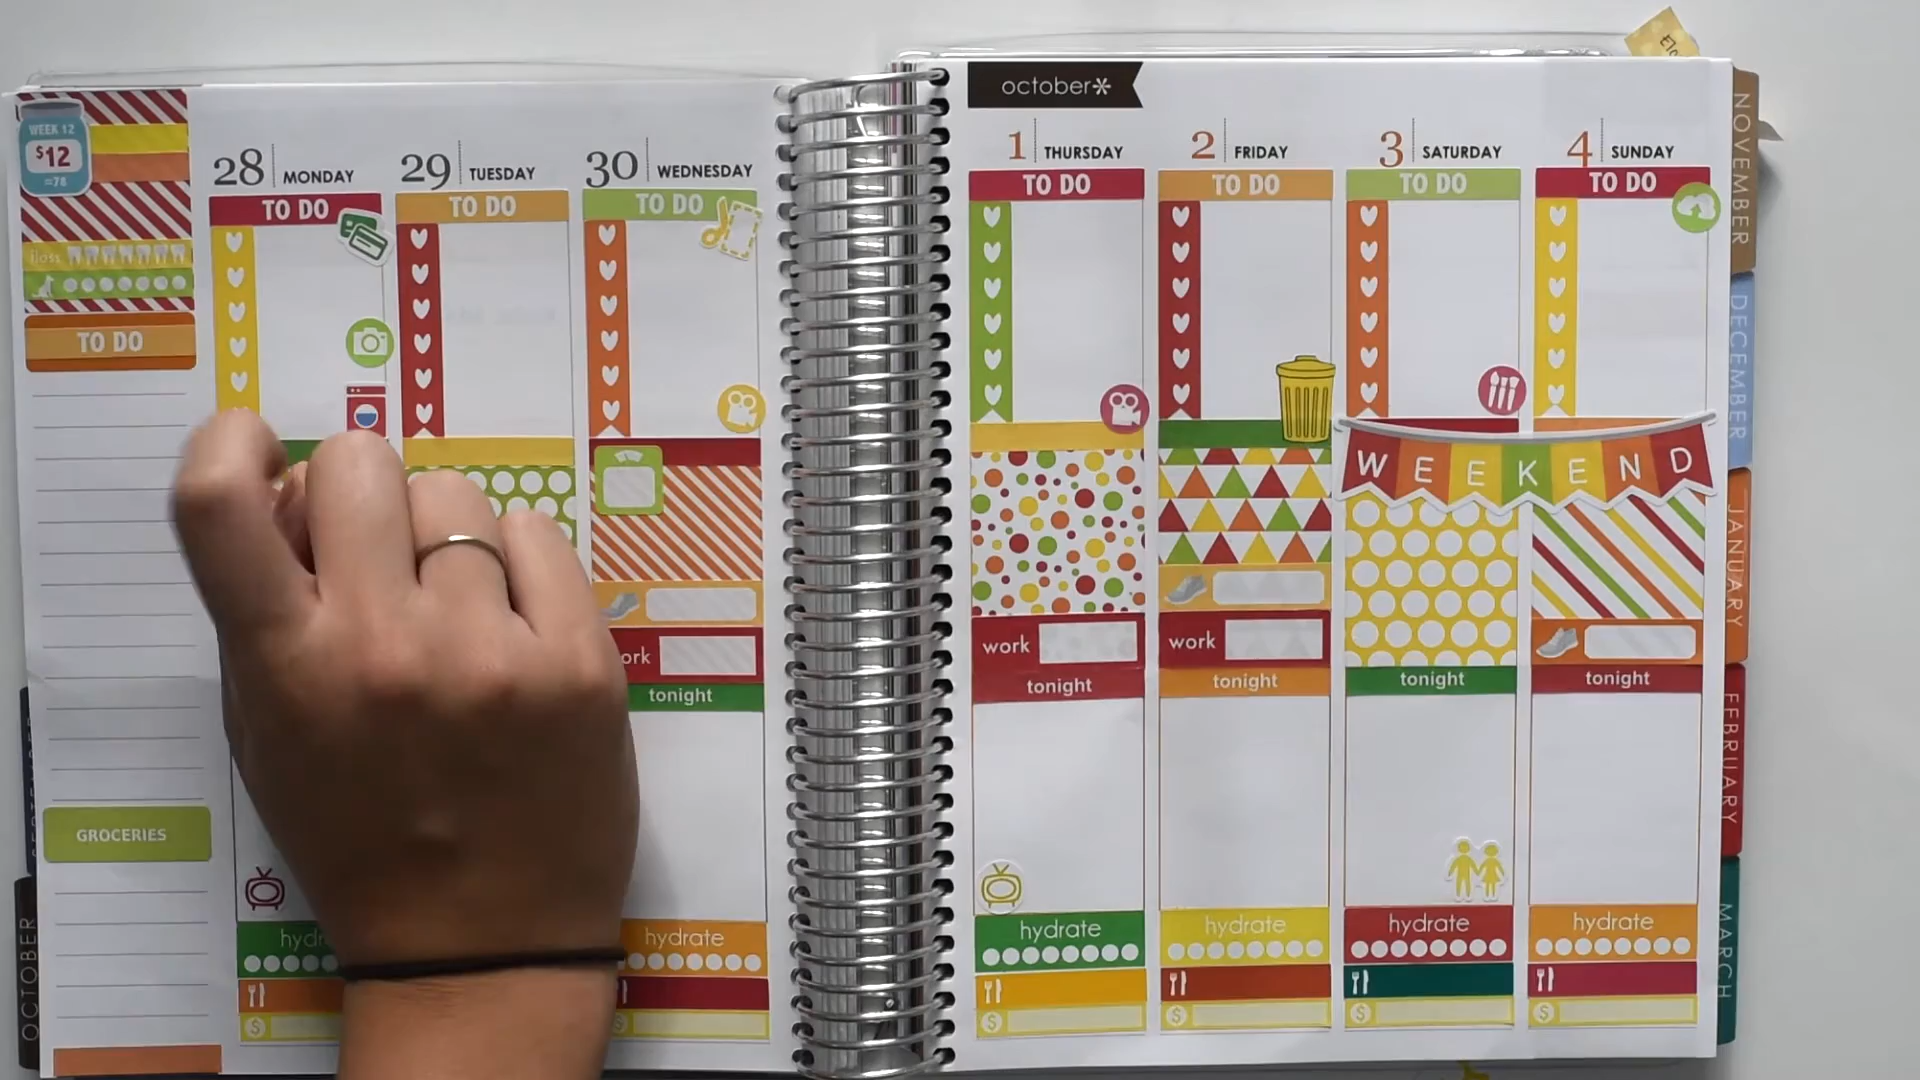 october*
WEEK 12
$12
=78
28 MONDAY
29 TUESDAY
30 WEDNESDAY
1 THURSDAY
2 FRIDAY
3 SATURDAY
4 SUNDAY
TO DO
TO DO
TO DO
TO DO
TO DO
TO DO
TO DO
floss
TO DO
WEEKEND
ork
work
work
tonight
tonight
tonight
tonight
tonight
GROCERIES
hydr
hydrate
hydrate
hydrate
hydrate
hydrate
$
$
$
$
$
$
OCTOBER
NOVEMBER
DECEMBER
JANUARY
FEBRUARY
MARCH